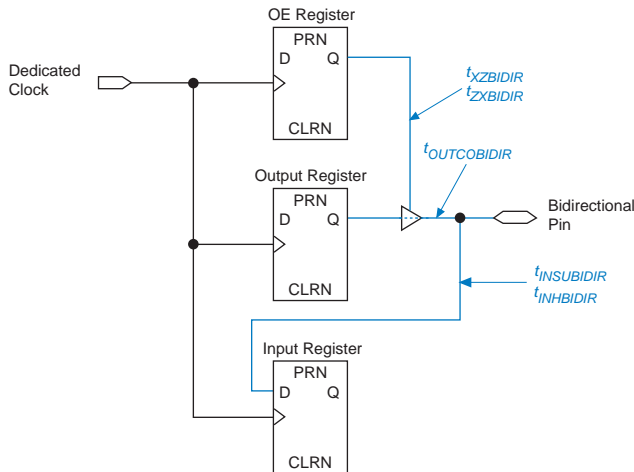 OE Register
PRN
D Q
CLRN
Dedicated
Clock
tXZBIDIR
tZXBIDIR
tOUTCOBIDIR
Output Register
PRN
D Q
CLRN
Bidirectional
Pin
tINSUBIDIR
tINHBIDIR
Input Register
PRN
D Q
CLRN